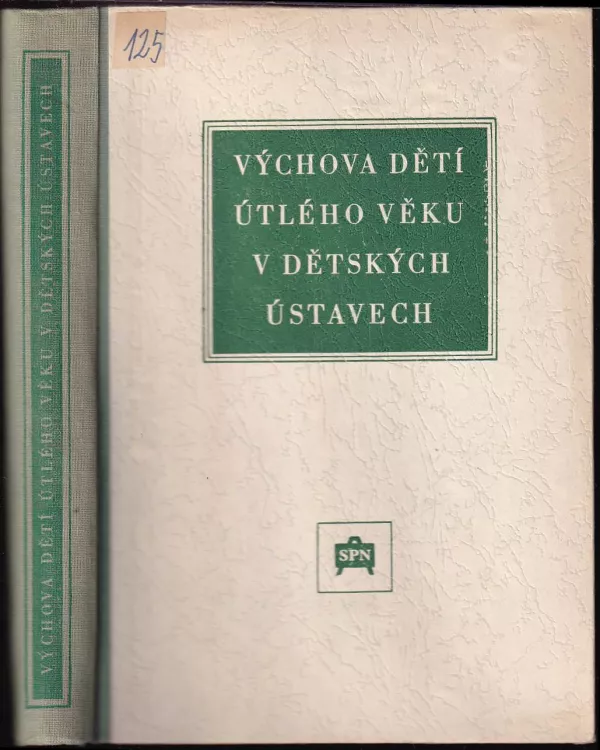 125
VÝCHOVA DĚTÍ
ÚTLÉHO VĚKU
V DĚTSKÝCH
ÚSTAVECH
SPN
VÝCHOVA DĚTÍ ÚTLÉHO VĚKU V DĚTSKÝCH ÚSTAVECH